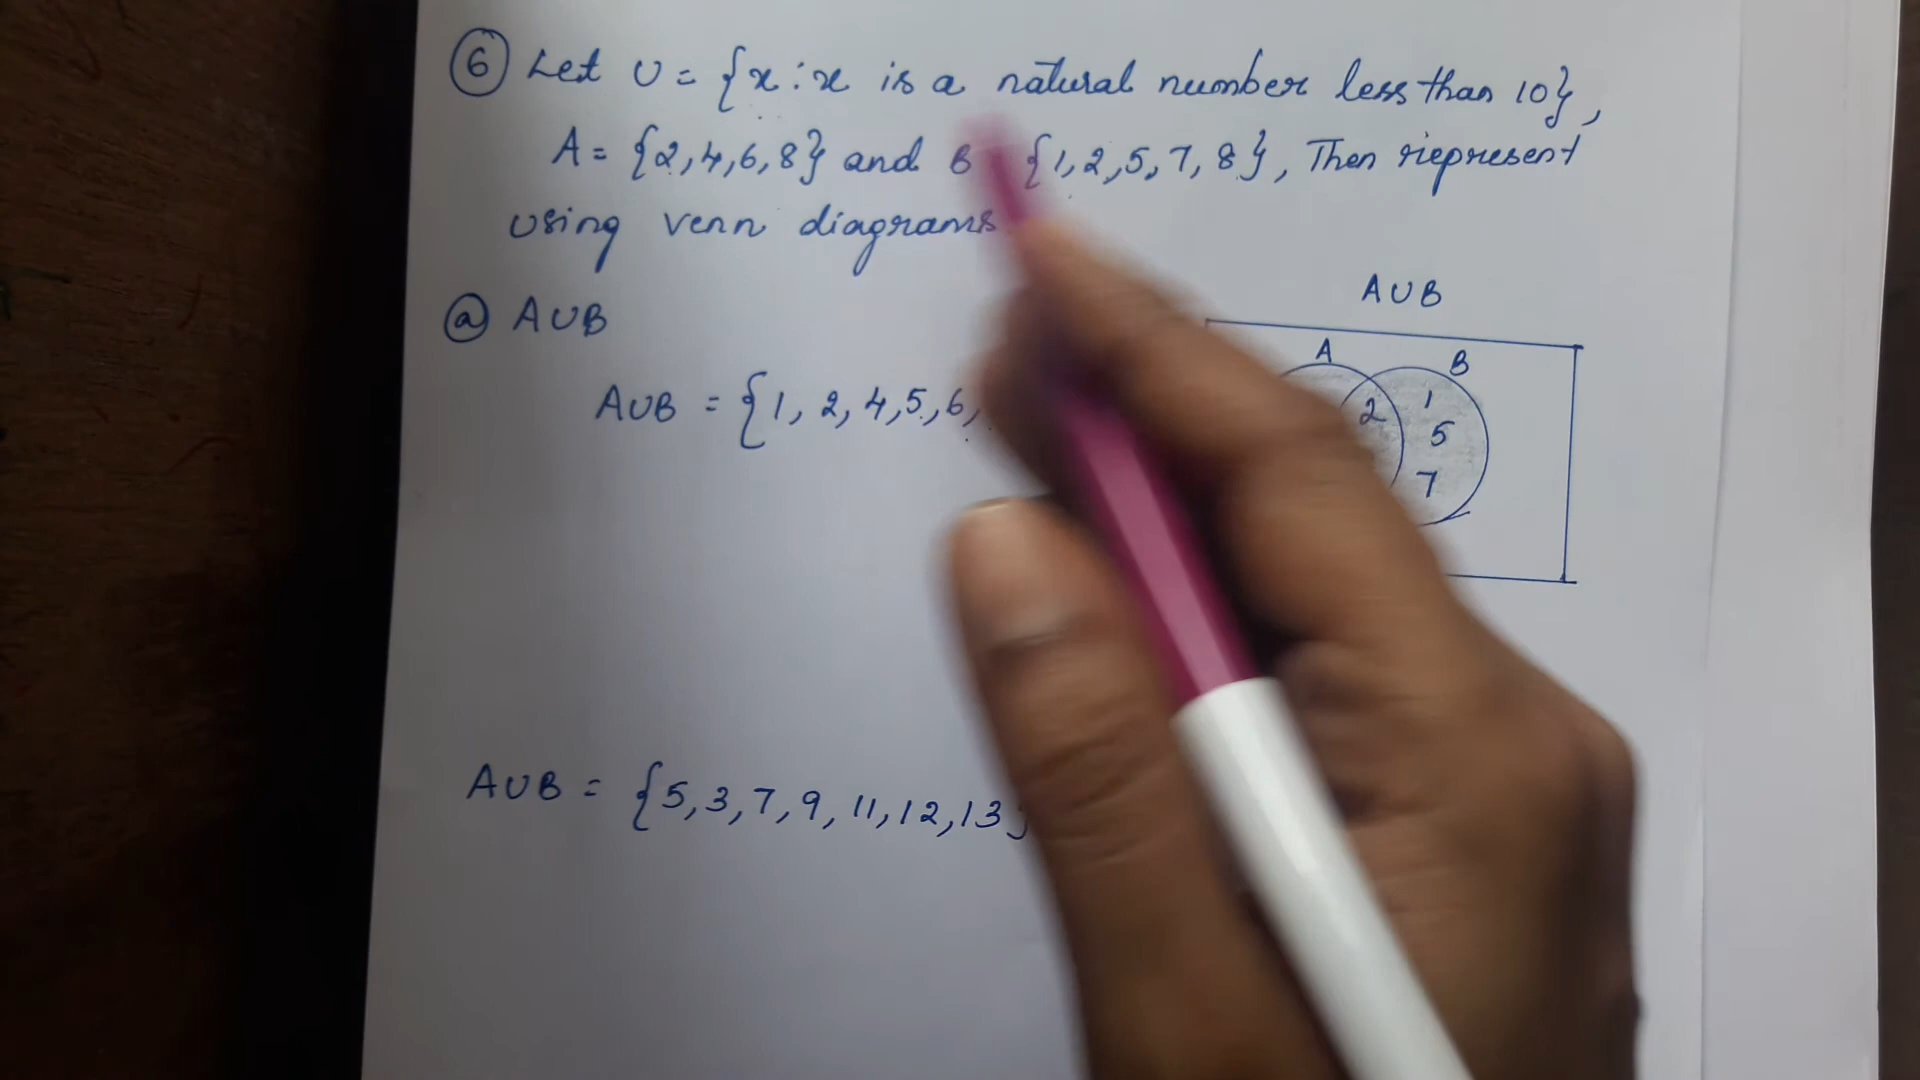 6 Let U = {x : x is a natural number less than 10},
A = {2,4,6,8} and B {1,2,5,7,8}, Then represent
using venn diagrams
a AUB
AUB
A B
AUB = {1, 2, 4, 5, 6,
2 1
5
7
AUB = {5,3,7,9,11,12,13}